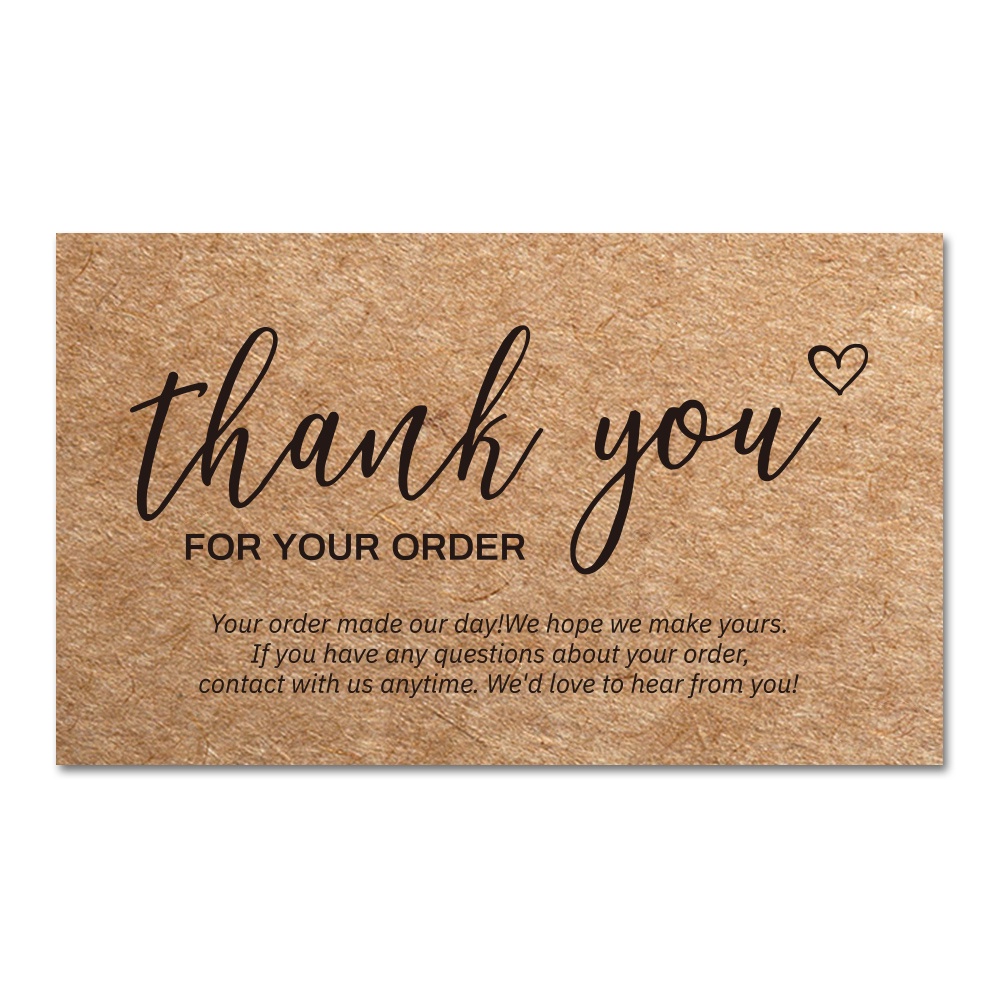 thank you
FOR YOUR ORDER
Your order made our day!We hope we make yours.
If you have any questions about your order,
contact with us anytime. We'd love to hear from you!